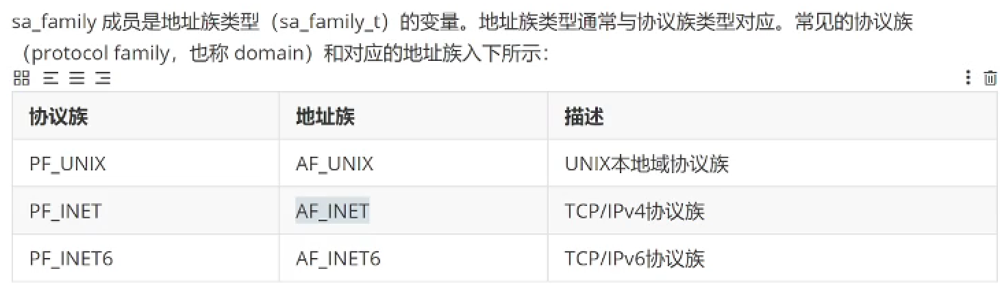 sa_family 成员是地址族类型（sa_family_t）的变量。地址族类型通常与协议族类型对应。常见的协议族
（protocol family，也称 domain）和对应的地址族入下所示：
协议族 地址族 描述
PF_UNIX AF_UNIX UNIX本地域协议族
PF_INET AF_INET TCP/IPv4协议族
PF_INET6 AF_INET6 TCP/IPv6协议族